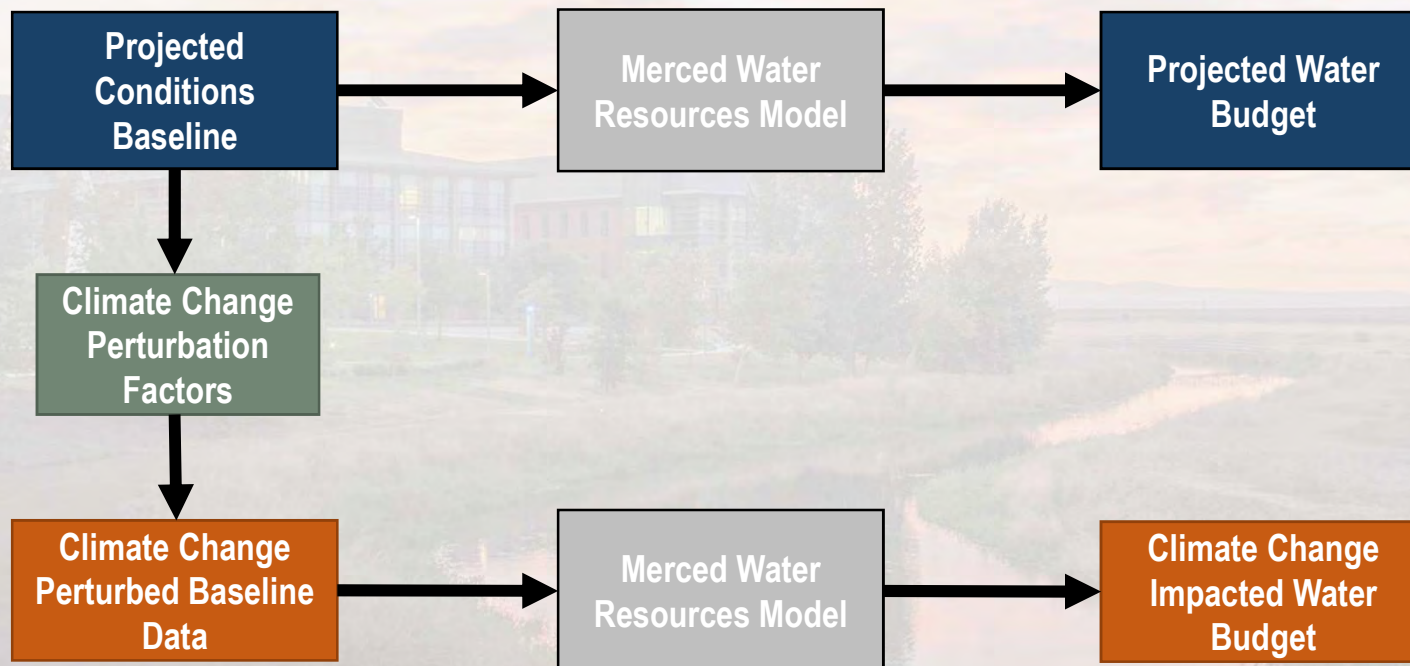 Projected
Conditions
Baseline
Merced Water
Resources Model
Projected Water
Budget
Climate Change
Perturbation
Factors
Climate Change
Perturbed Baseline
Data
Merced Water
Resources Model
Climate Change
Impacted Water
Budget